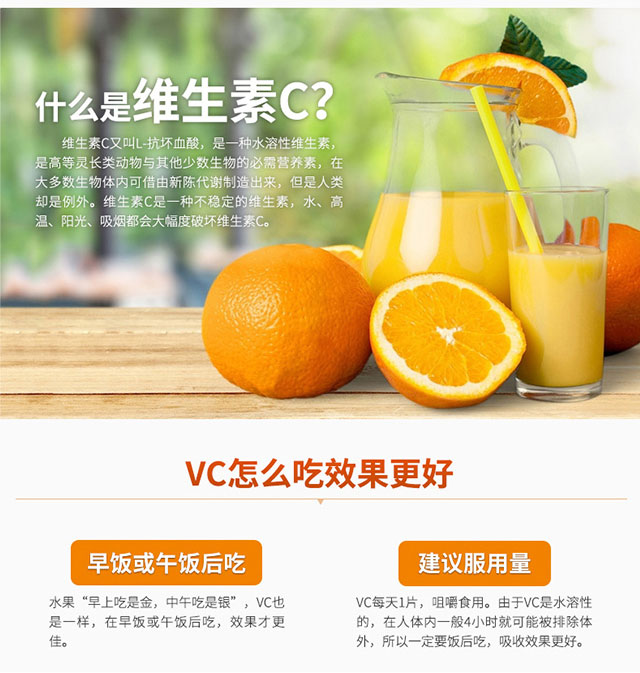 什么是维生素C?
维生素C又叫L-抗坏血酸，是一种水溶性维生素，
是高等灵长类动物与其他少数生物的必需营养素，在
大多数生物体内可借由新陈代谢制造出来，但是人类
却是例外。维生素C是一种不稳定的维生素，水、高
温、阳光、吸烟都会大幅度破坏维生素C。
VC怎么吃效果更好
早饭或午饭后吃
水果“早上吃是金，中午吃是银”，VC也
是一样，在早饭或午饭后吃，效果才更
佳。
建议服用量
VC每天1片，咀嚼食用。由于VC是水溶性
的，在人体内一般4小时就可能被排除体
外，所以一定要饭后吃，吸收效果更好。